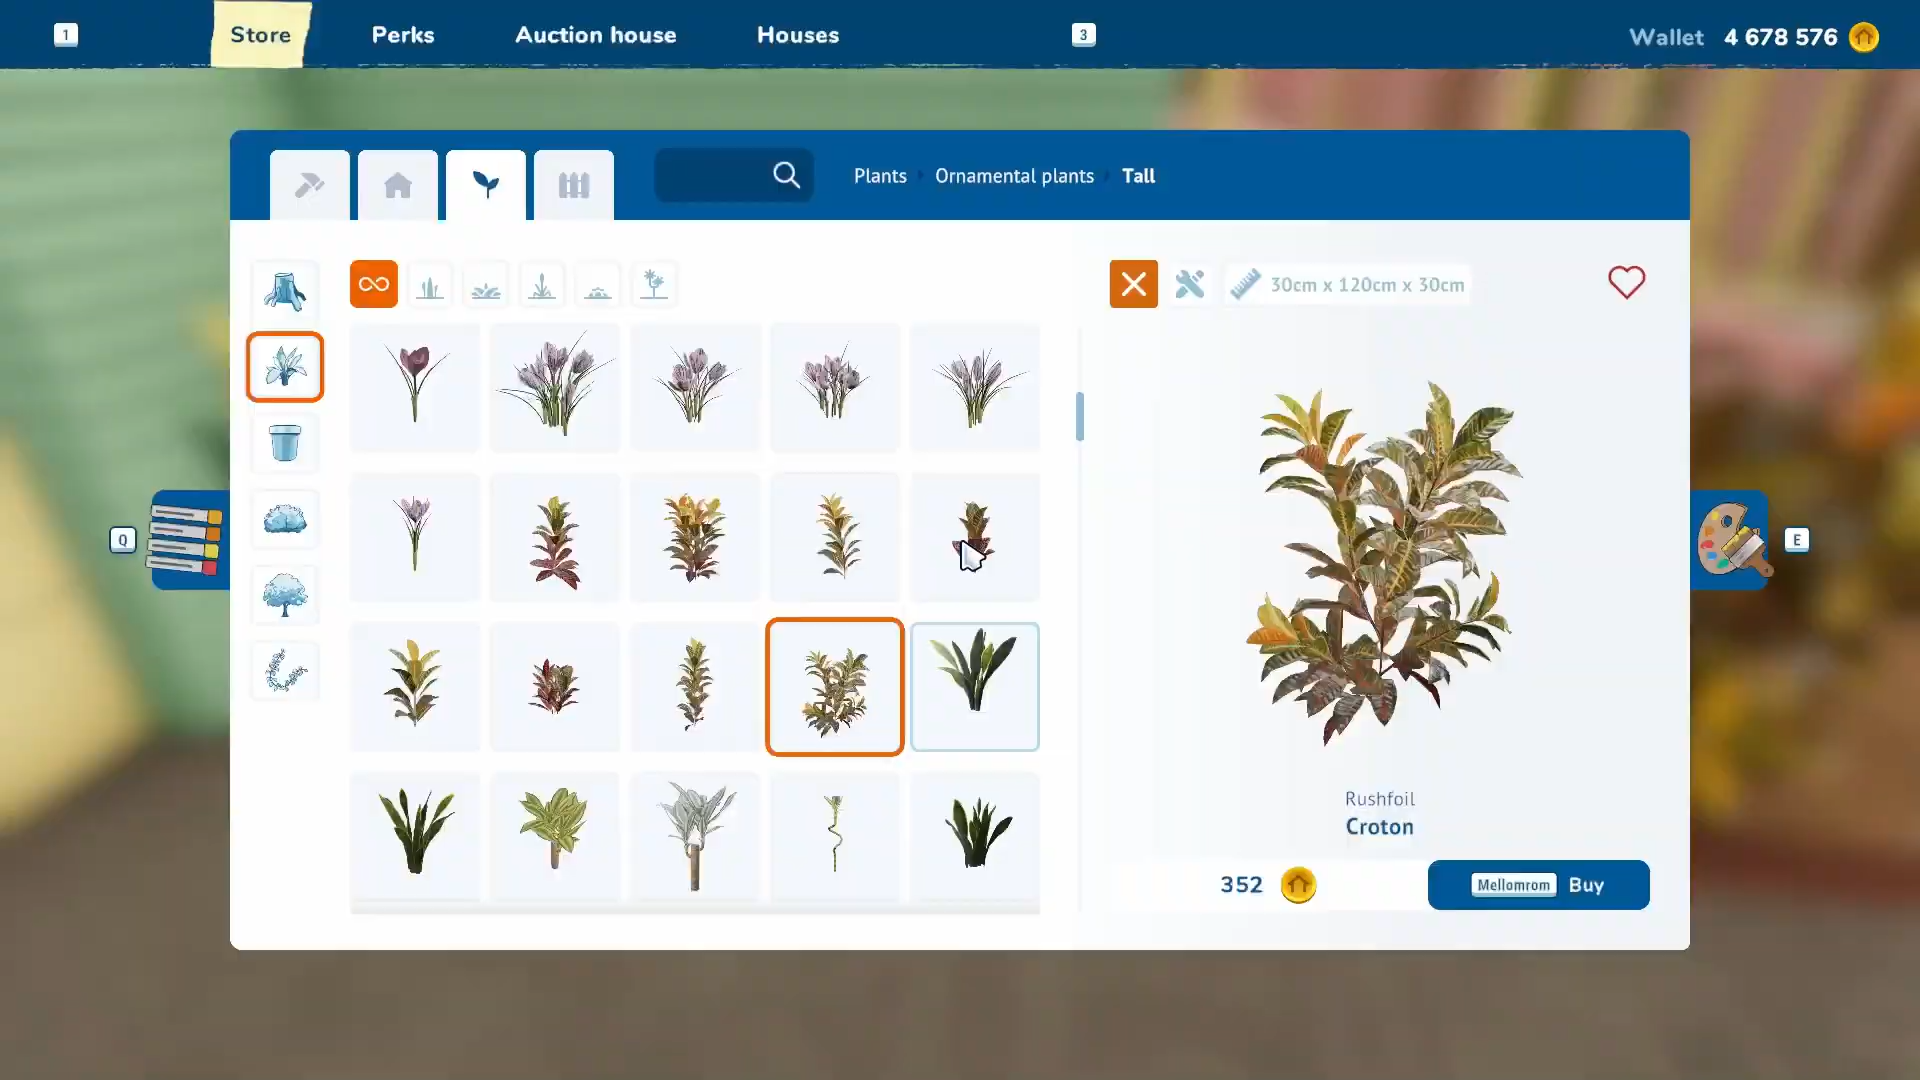 1
Store
Perks
Auction house
Houses
3
Wallet 4 678 576
Plants
Ornamental plants
Tall
30cm x 120cm x 30cm
Q
E
Rushfoil
Croton
352
Mellomrom Buy